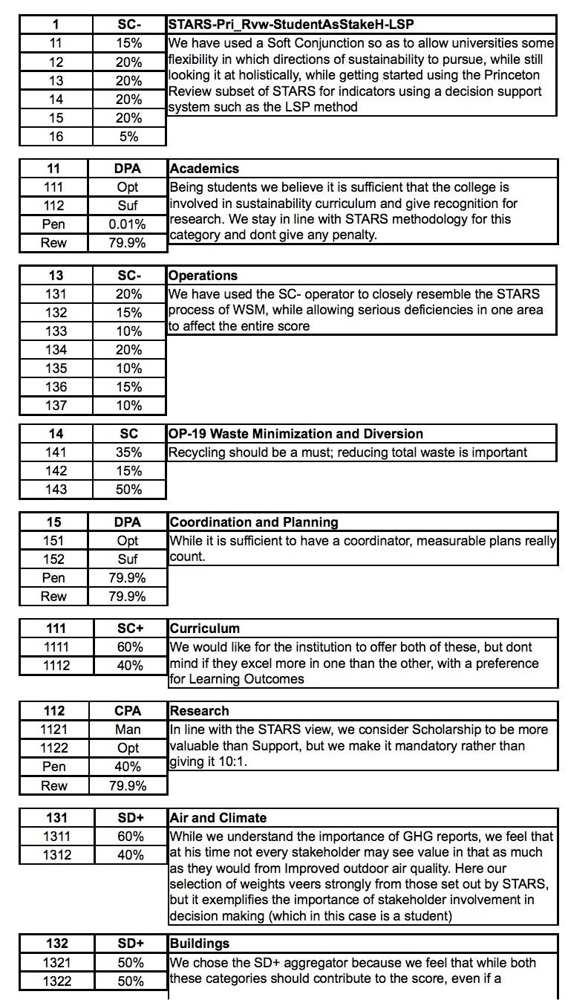 1 SC- STARS-Pri_Rvw-StudentAsStakeH-LSP
11 15% We have used a Soft Conjunction so as to allow universities some
12 20% flexibility in which directions of sustainability to pursue, while still
13 20% looking it at holistically, while getting started using the Princeton
14 20% Review subset of STARS for indicators using a decision support
15 20% system such as the LSP method
16 5%
11 DPA Academics
111 Opt Being students we believe it is sufficient that the college is
112 Suf involved in sustainability curriculum and give recognition for
Pen 0.01% research. We stay in line with STARS methodology for this
Rew 79.9% category and dont give any penalty.
13 SC- Operations
131 20% We have used the SC- operator to closely resemble the STARS
132 15% process of WSM, while allowing serious deficiencies in one area
133 10% to affect the entire score
134 20%
135 10%
136 15%
137 10%
14 SC OP-19 Waste Minimization and Diversion
141 35% Recycling should be a must; reducing total waste is important
142 15%
143 50%
15 DPA Coordination and Planning
151 Opt While it is sufficient to have a coordinator, measurable plans really
152 Suf count.
Pen 79.9%
Rew 79.9%
111 SC+ Curriculum
1111 60% We would like for the institution to offer both of these, but dont
1112 40% mind if they excel more in one than the other, with a preference
for Learning Outcomes
112 CPA Research
1121 Man In line with the STARS view, we consider Scholarship to be more
1122 Opt valuable than Support, but we make it mandatory rather than
Pen 40% giving it 10:1.
Rew 79.9%
131 SD+ Air and Climate
1311 60% While we understand the importance of GHG reports, we feel that
1312 40% at his time not every stakeholder may see value in that as much
as they would from Improved outdoor air quality. Here our
selection of weights veers strongly from those set out by STARS,
but it exemplifies the importance of stakeholder involvement in
decision making (which in this case is a student)
132 SD+ Buildings
1321 50% We chose the SD+ aggregator because we feel that while both
1322 50% these categories should contribute to the score, even if a